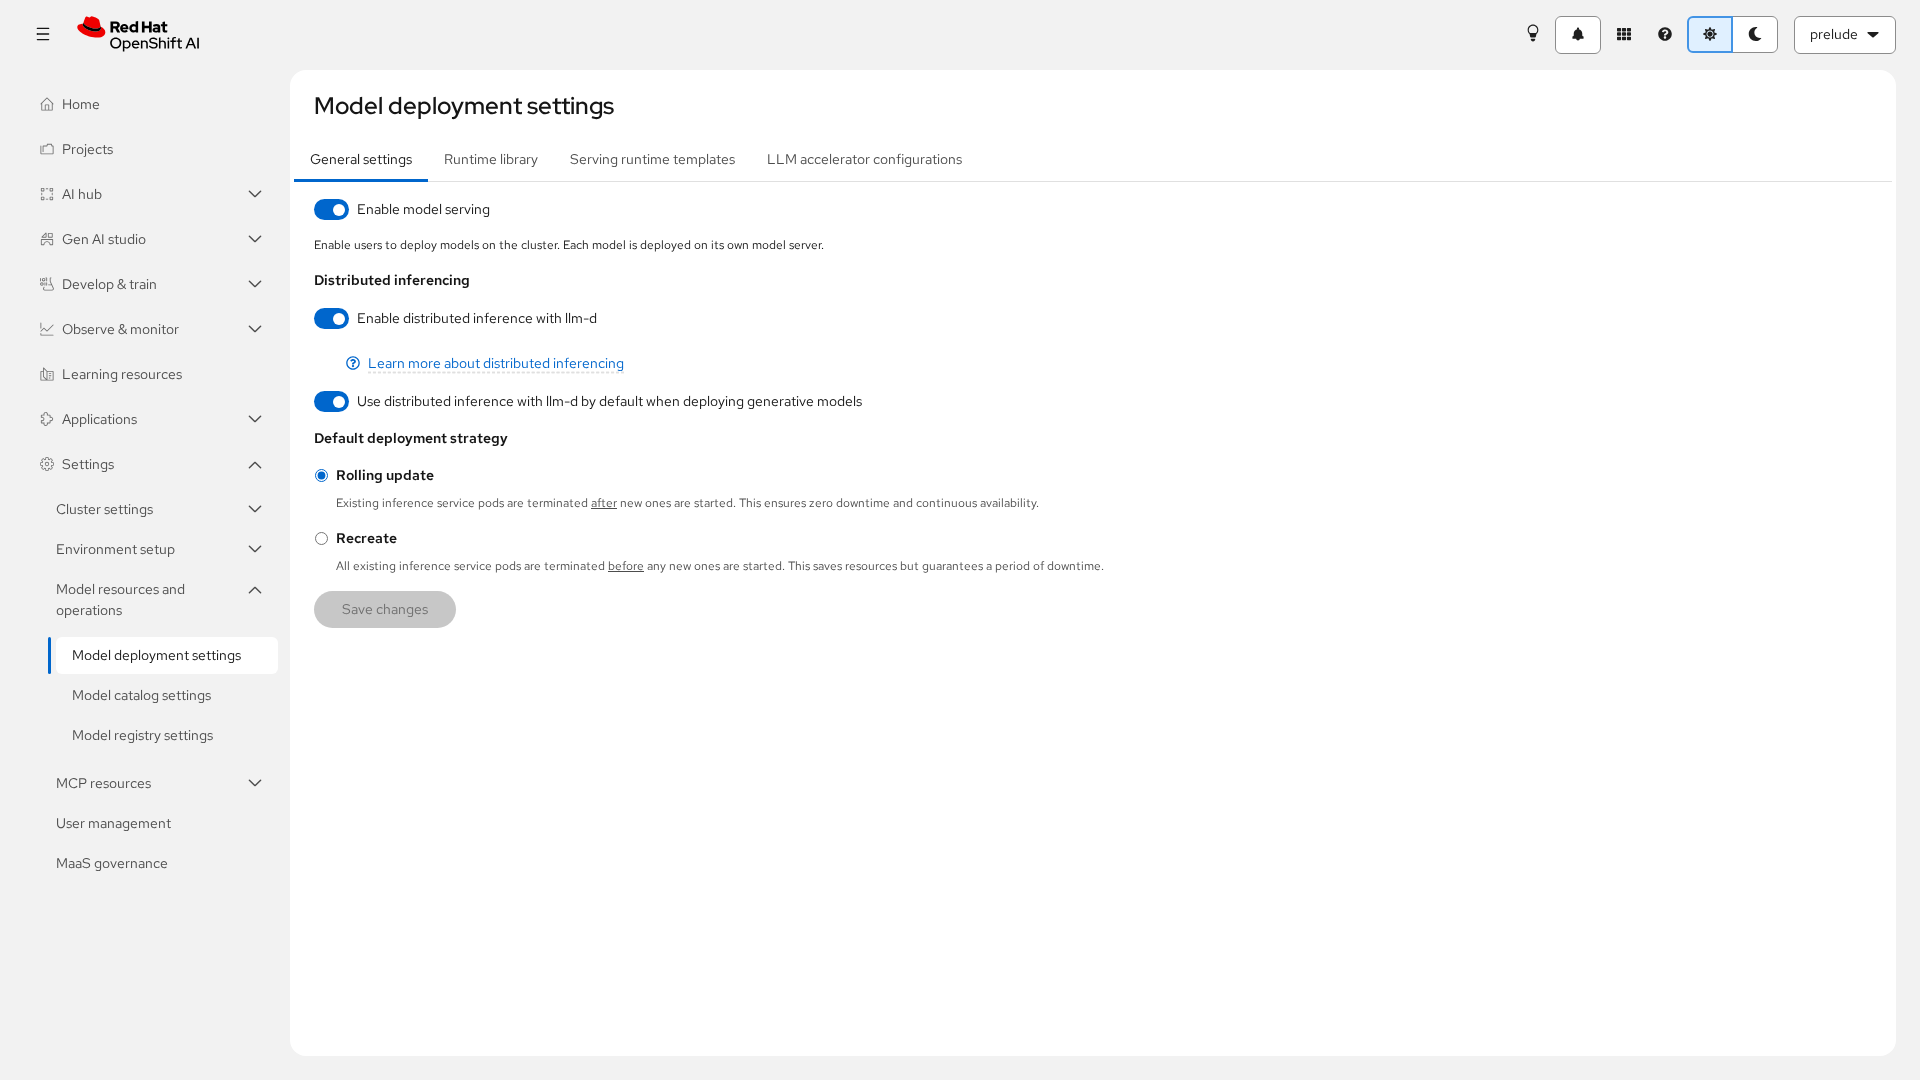 Red Hat
OpenShift AI
prelude
Home
Projects
AI hub
Gen AI studio
Develop & train
Observe & monitor
Learning resources
Applications
Settings
Cluster settings
Environment setup
Model resources and
operations
Model deployment settings
Model catalog settings
Model registry settings
MCP resources
User management
MaaS governance
Model deployment settings
General settings
Runtime library
Serving runtime templates
LLM accelerator configurations
Enable model serving
Enable users to deploy models on the cluster. Each model is deployed on its own model server.
Distributed inferencing
Enable distributed inference with llm-d
Learn more about distributed inferencing
Use distributed inference with llm-d by default when deploying generative models
Default deployment strategy
Rolling update
Existing inference service pods are terminated after new ones are started. This ensures zero downtime and continuous availability.
Recreate
All existing inference service pods are terminated before any new ones are started. This saves resources but guarantees a period of downtime.
Save changes